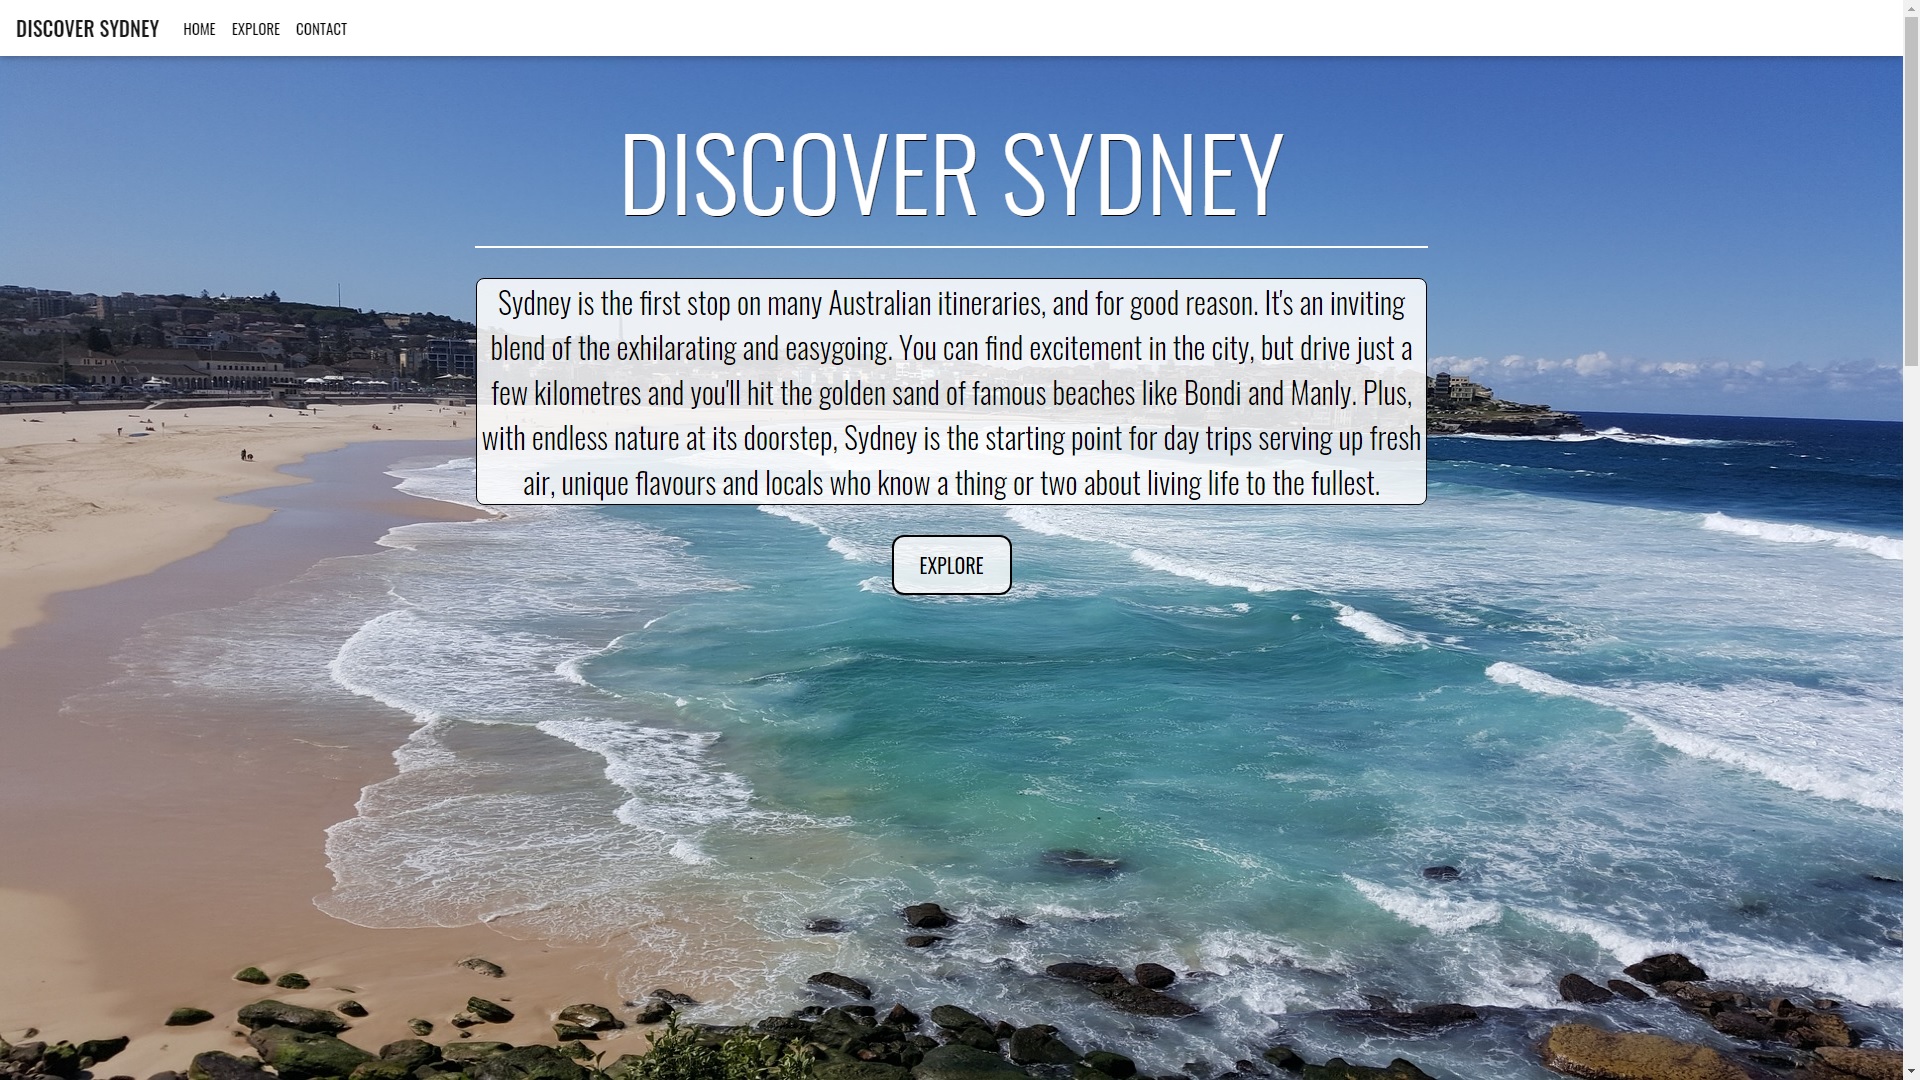 DISCOVER SYDNEY
HOME
EXPLORE
CONTACT
DISCOVER SYDNEY
Sydney is the first stop on many Australian itineraries, and for good reason. It's an inviting
blend of the exhilarating and easygoing. You can find excitement in the city, but drive just a
few kilometres and you'll hit the golden sand of famous beaches like Bondi and Manly. Plus,
with endless nature at its doorstep, Sydney is the starting point for day trips serving up fresh
air, unique flavours and locals who know a thing or two about living life to the fullest.
EXPLORE